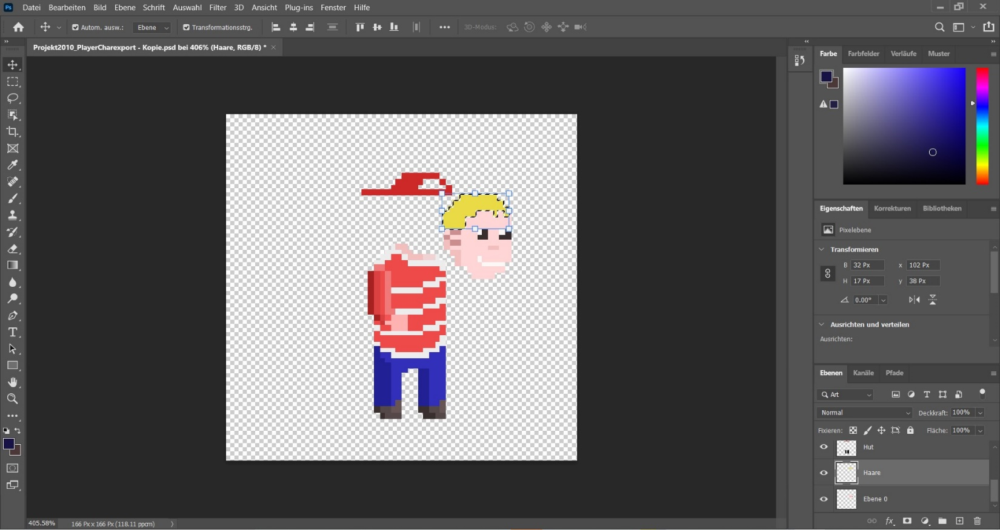 Ps Datei Bearbeiten Bild Ebene Schrift Auswahl Filter 3D Ansicht Plug-ins Fenster Hilfe
Autom. ausw.: Ebene Transformationsstrg. 3D-Modus:
Projekt2010_PlayerCharexport - Kopie.psd bei 406% (Haare, RGB/8) *
Farbe Farbfelder Verläufe Muster
Eigenschaften Korrekturen Bibliotheken
Pixelebene
Transformieren
B 32 Px x 102 Px
H 17 Px y 38 Px
0.00°
Ausrichten und verteilen
Ausrichten:
Ebenen Kanäle Pfade
Art
Normal Deckkraft: 100%
Fixieren: Fläche: 100%
Hut
Haare
Ebene 0
fx
405.58% 166 Px x 166 Px (118.11 ppcm)